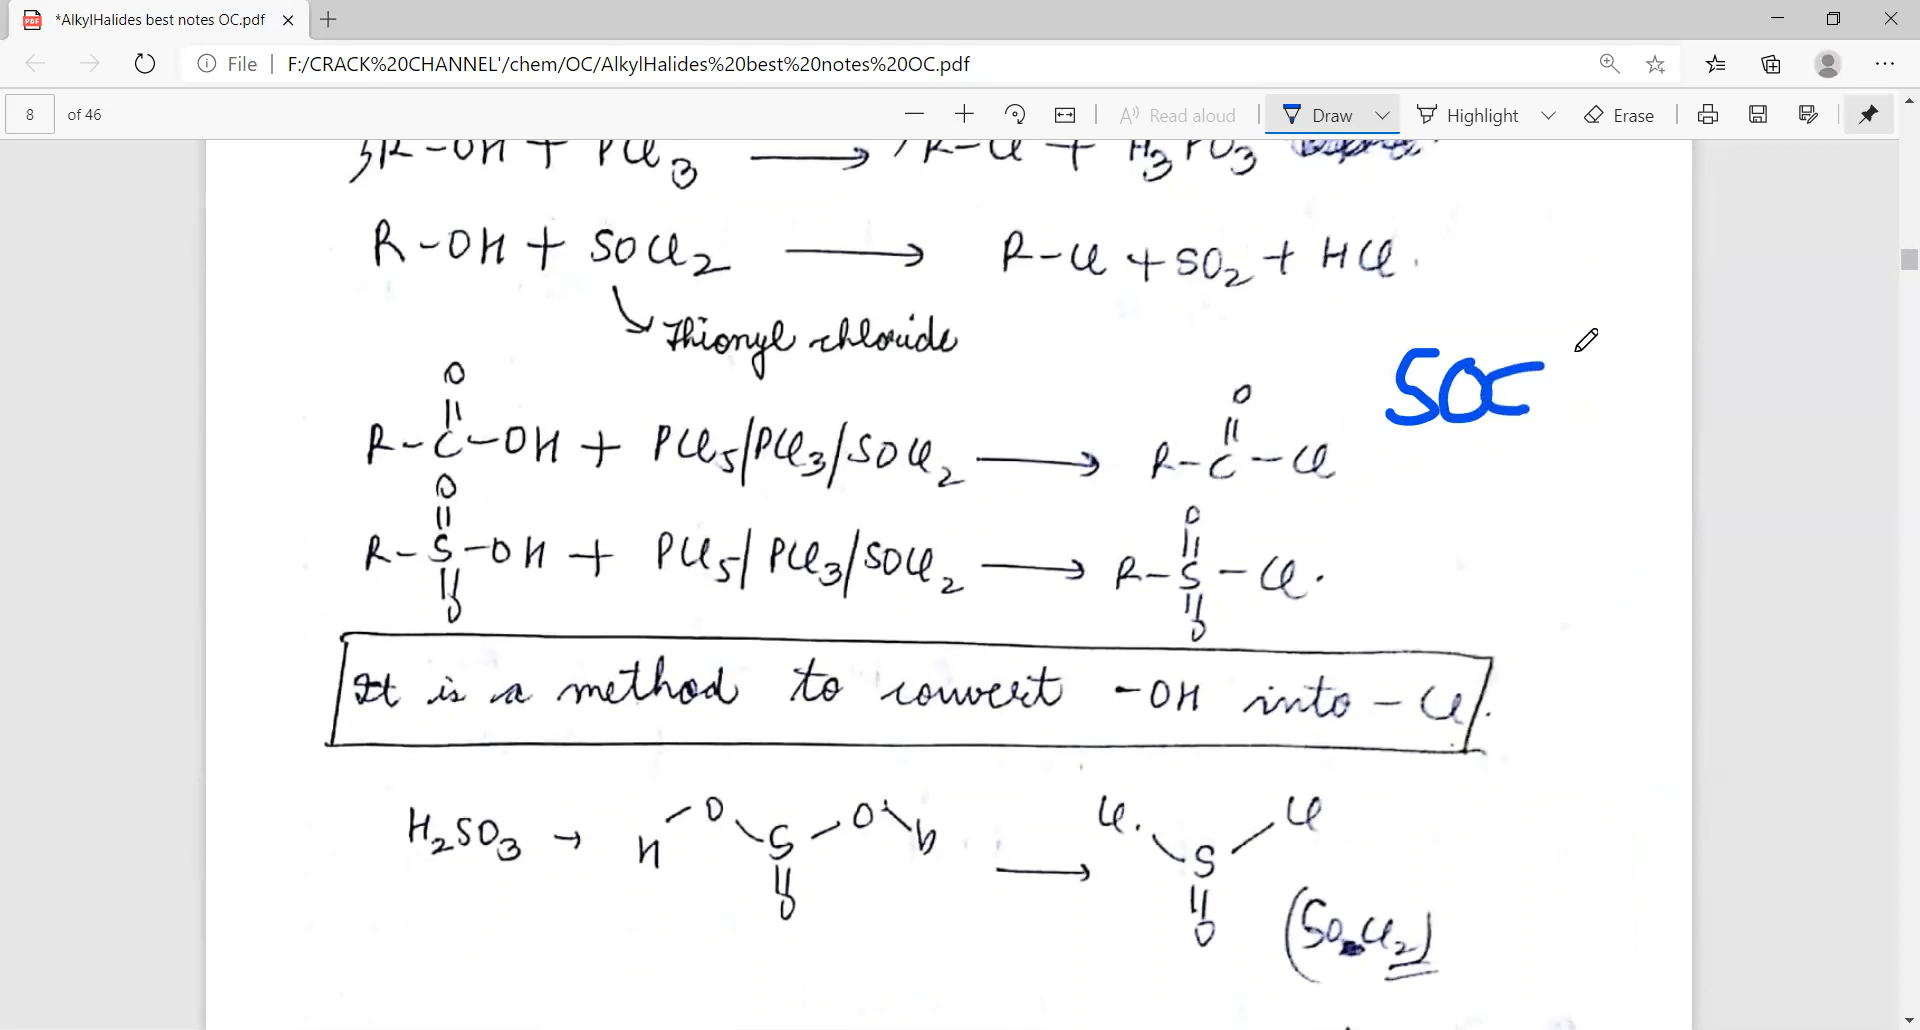 *AlkylHalides best notes OC.pdf
File F:/CRACK%20CHANNEL'/chem/OC/AlkylHalides%20best%20notes%20OC.pdf
8 of 46 Read aloud Draw Highlight Erase
3R-OH + PCl3 ⟶ R-Cl + H3PO3
R-OH + SOCl2 ⟶ R-Cl + SO2 + HCl.
Thionyl chloride
SOC
O O
|| ||
R-C-OH + PCl5/PCl3/SOCl2 ⟶ R-C-Cl
O O
|| ||
R-S-OH + PCl5/PCl3/SOCl2 ⟶ R-S-Cl.
|| ||
O O
It is a method to convert -OH into -Cl.
H2SO3 → H O S O ⟶ Cl. S Cl
|| ||
O O
(SO Cl2)